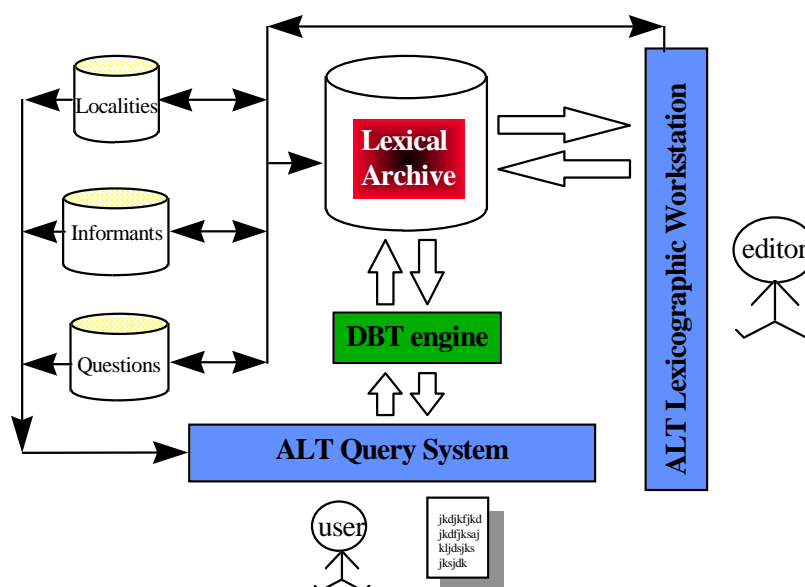 Localities
Lexical
Archive
Informants
Questions
DBT engine
ALT Query System
ALT Lexicographic Workstation
editor
user
jkdjkfjkd
jkdfjksaj
kljdsjks
jksjdk